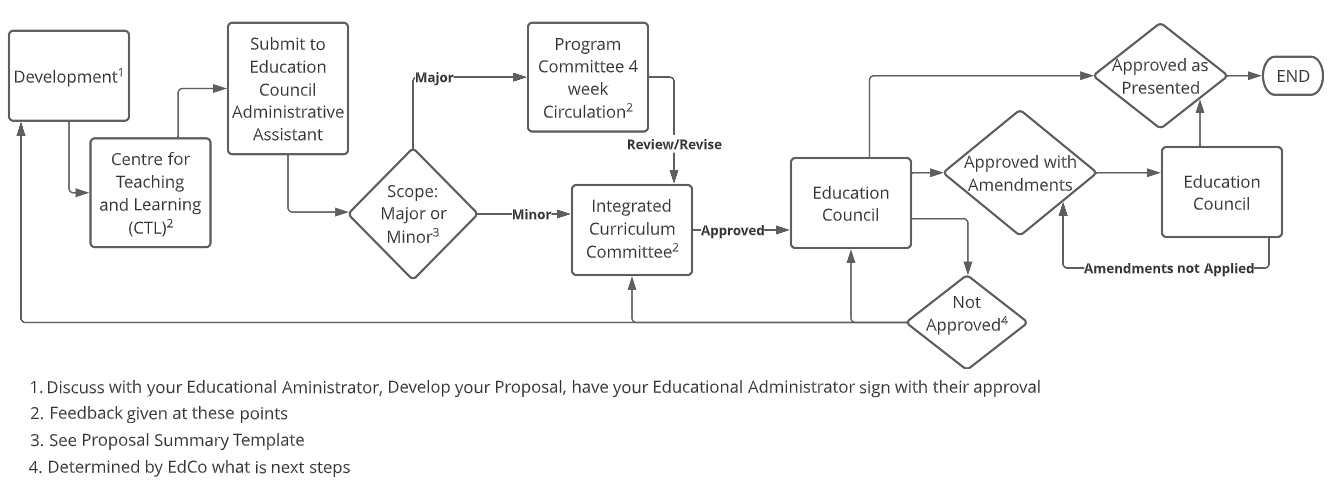 Development¹
Centre for
Teaching
and Learning
(CTL)²
Submit to
Education
Council
Administrative
Assistant
Scope:
Major or
Minor³
Major
Minor
Program
Committee 4
week
Circulation²
Review/Revise
Integrated
Curriculum
Committee²
Approved
Education
Council
Approved as
Presented
END
Approved with
Amendments
Education
Council
Amendments not Applied
Not
Approved⁴
1. Discuss with your Educational Aministrator, Develop your Proposal, have your Educational Administrator sign with their approval
2. Feedback given at these points
3. See Proposal Summary Template
4. Determined by EdCo what is next steps